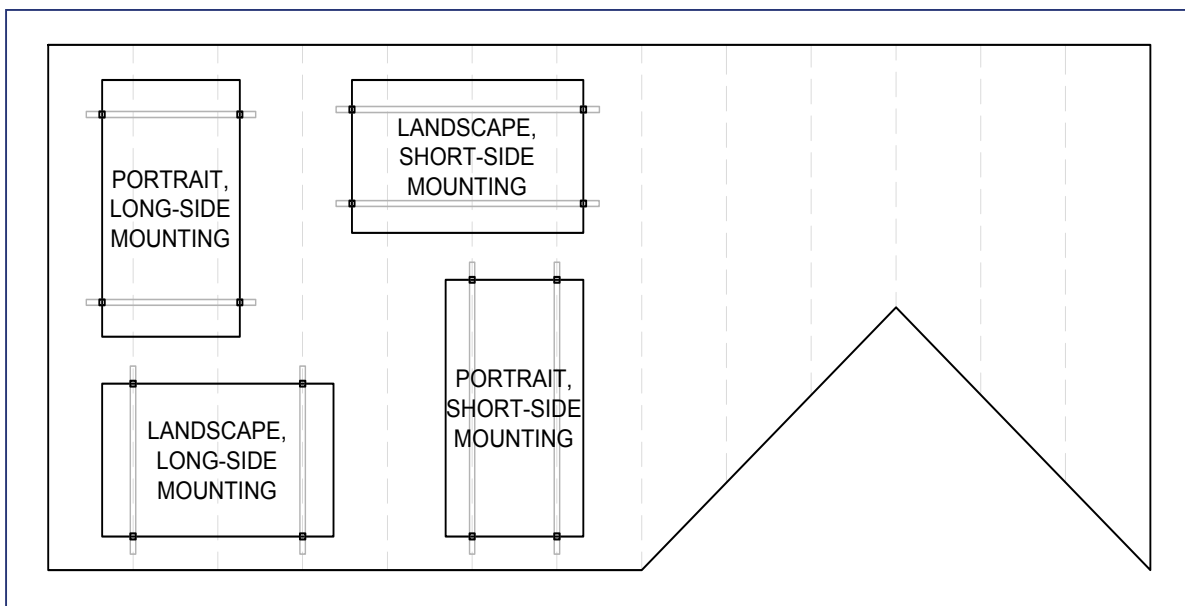 PORTRAIT,
LONG-SIDE
MOUNTING
LANDSCAPE,
SHORT-SIDE
MOUNTING
LANDSCAPE,
LONG-SIDE
MOUNTING
PORTRAIT,
SHORT-SIDE
MOUNTING